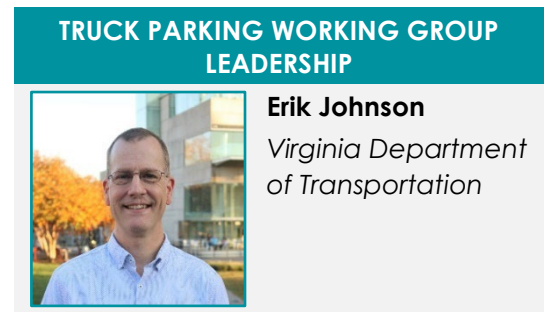 TRUCK PARKING WORKING GROUP
LEADERSHIP
Erik Johnson
Virginia Department
of Transportation